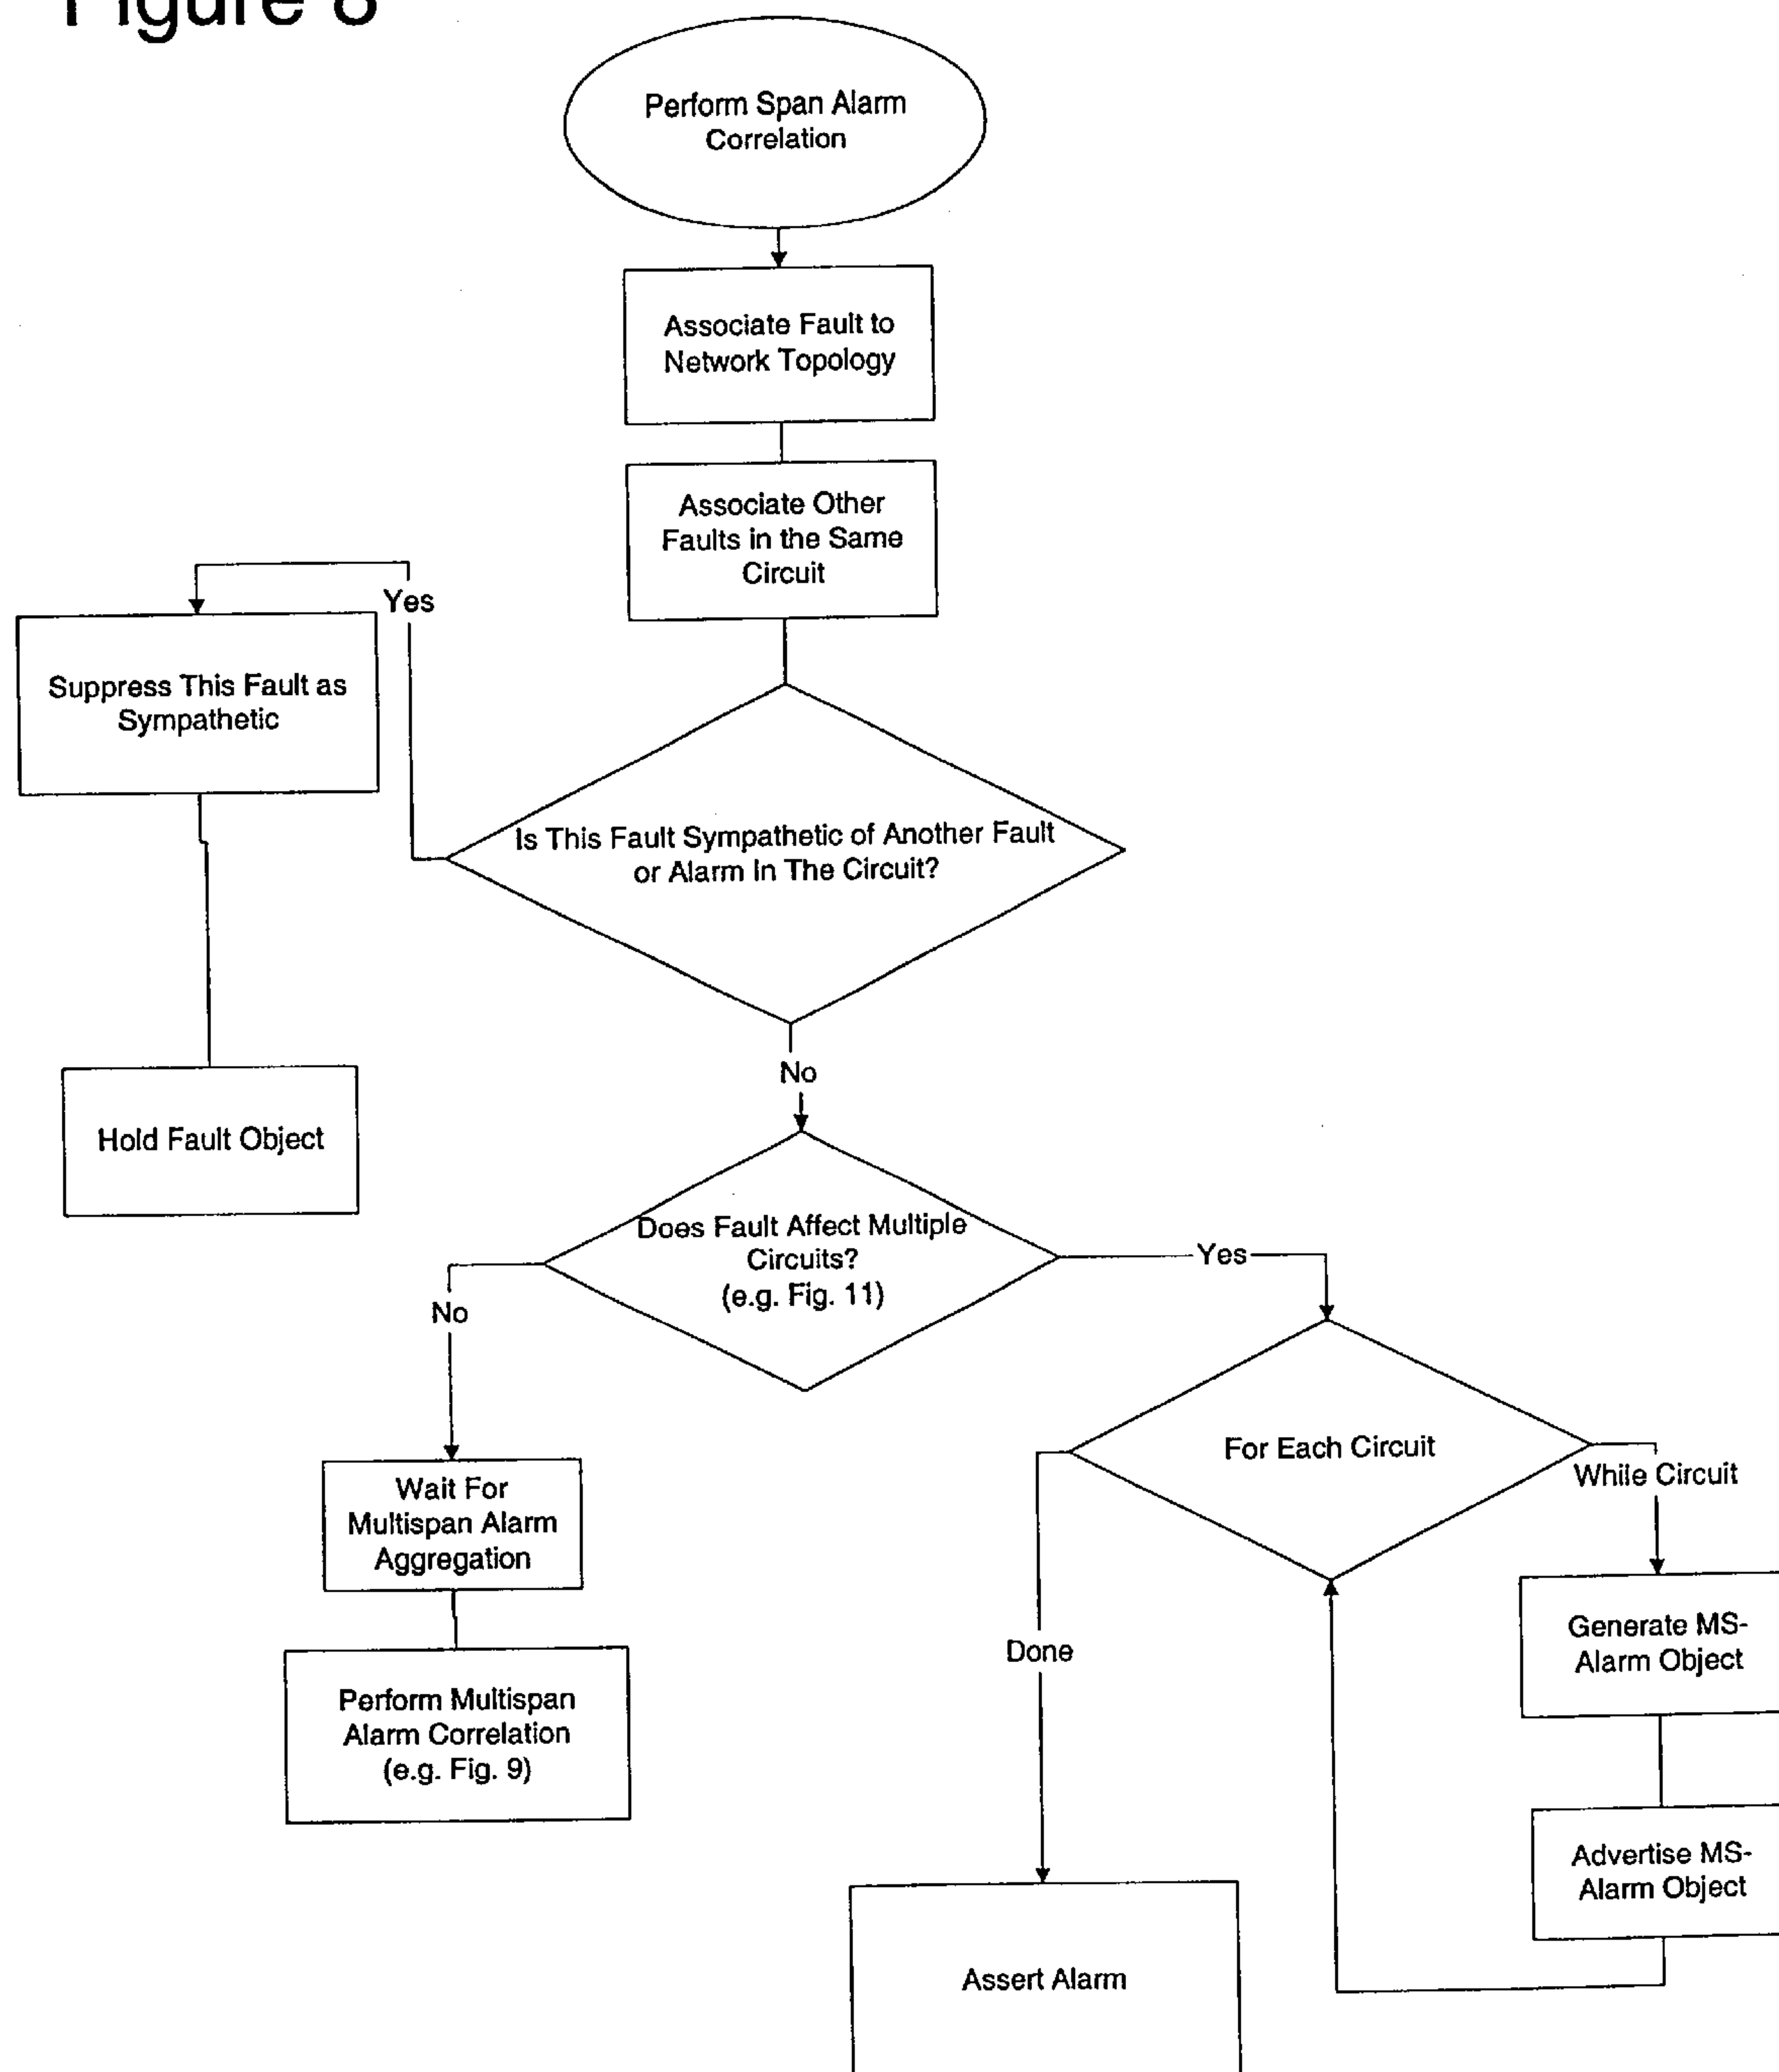 Figure 8
Perform Span Alarm
Correlation
Associate Fault to
Network Topology
Associate Other
Faults in the Same
Circuit
Yes
Suppress This Fault as
Sympathetic
Is This Fault Sympathetic of Another Fault
or Alarm In The Circuit?
No
Hold Fault Object
Does Fault Affect Multiple
Circuits?
(e.g. Fig. 11)
Yes
No
For Each Circuit
While Circuit
Wait For
Multispan Alarm
Aggregation
Generate MS-
Alarm Object
Done
Perform Multispan
Alarm Correlation
(e.g. Fig. 9)
Advertise MS-
Alarm Object
Assert Alarm